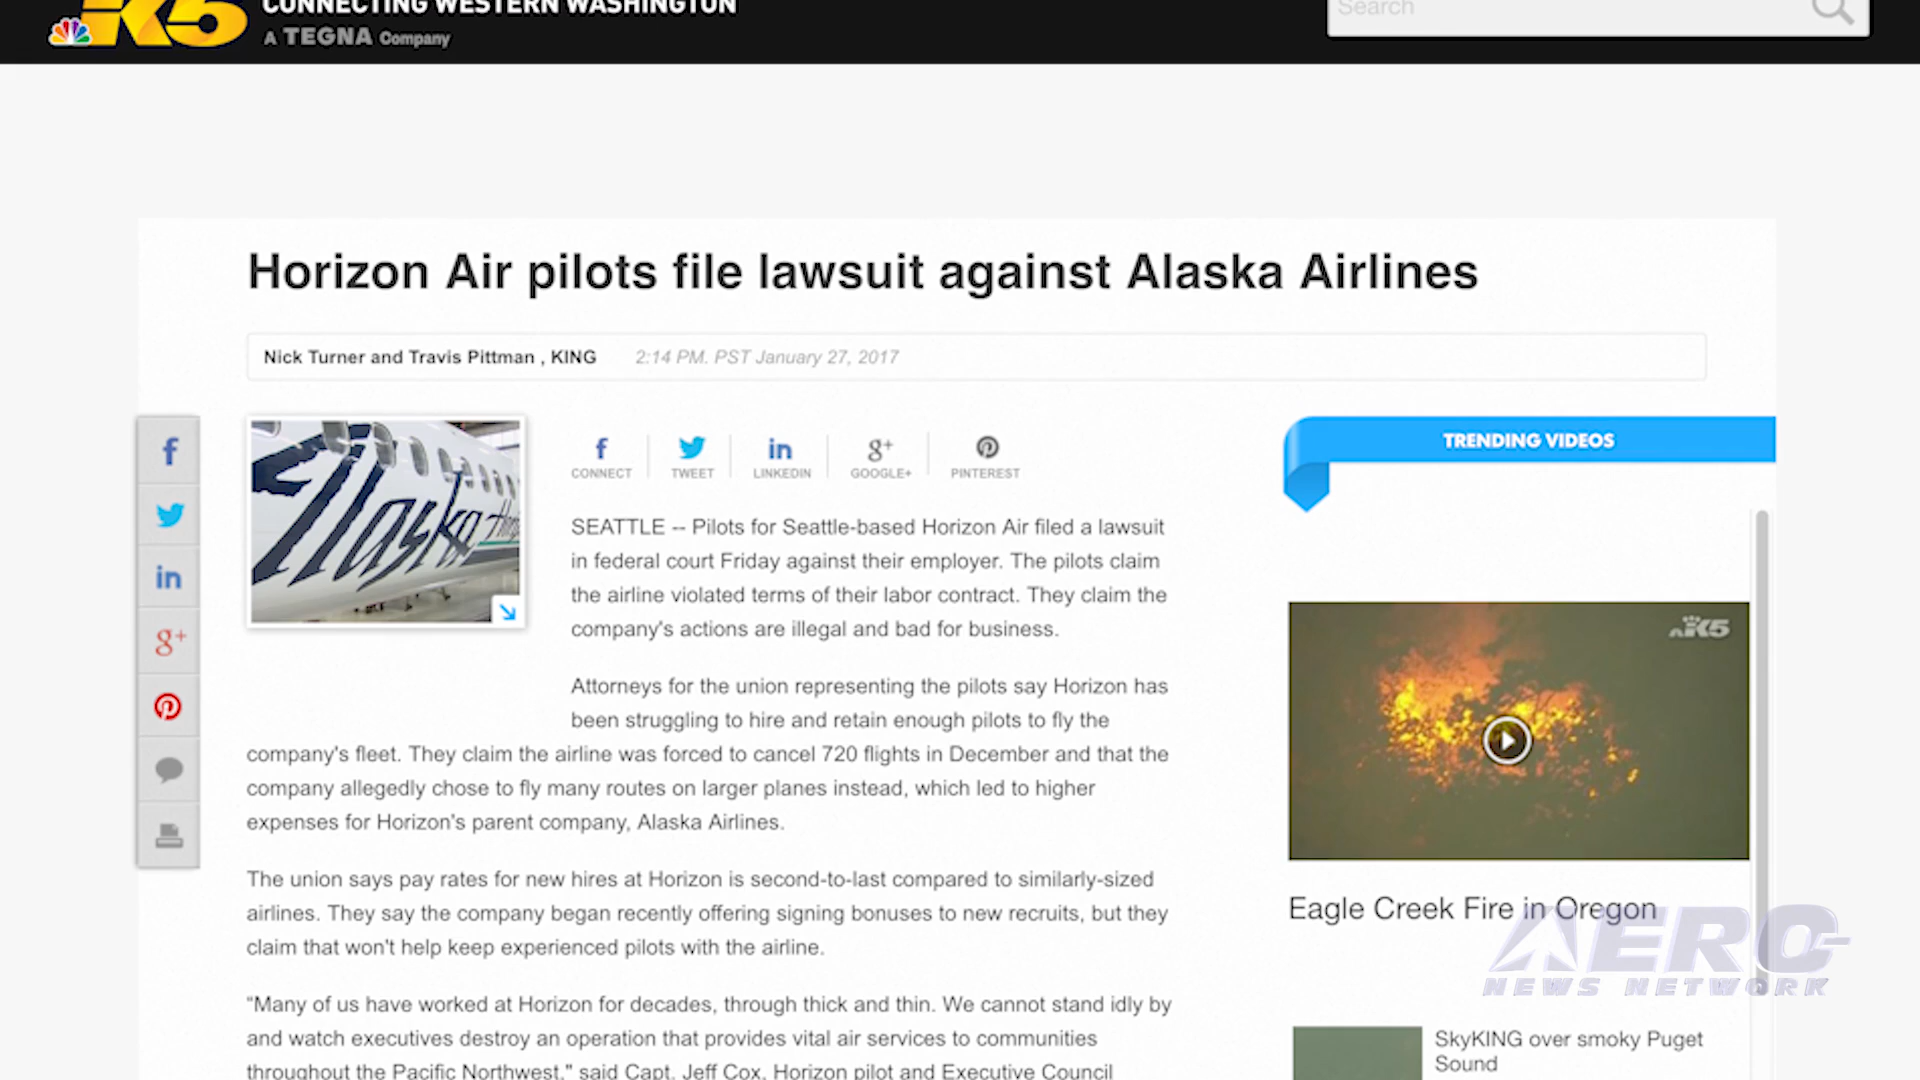 K5
CONNECTING WESTERN WASHINGTON
A TEGNA Company
Search
Horizon Air pilots file lawsuit against Alaska Airlines
Nick Turner and Travis Pittman , KING 2:14 PM. PST January 27, 2017
Alaska
CONNECT
TWEET
LINKEDIN
GOOGLE+
PINTEREST
SEATTLE -- Pilots for Seattle-based Horizon Air filed a lawsuit
in federal court Friday against their employer. The pilots claim
the airline violated terms of their labor contract. They claim the
company's actions are illegal and bad for business.
Attorneys for the union representing the pilots say Horizon has
been struggling to hire and retain enough pilots to fly the
company's fleet. They claim the airline was forced to cancel 720 flights in December and that the
company allegedly chose to fly many routes on larger planes instead, which led to higher
expenses for Horizon's parent company, Alaska Airlines.
The union says pay rates for new hires at Horizon is second-to-last compared to similarly-sized
airlines. They say the company began recently offering signing bonuses to new recruits, but they
claim that won't help keep experienced pilots with the airline.
"Many of us have worked at Horizon for decades, through thick and thin. We cannot stand idly by
and watch executives destroy an operation that provides vital air services to communities
throughout the Pacific Northwest," said Capt. Jeff Cox, Horizon pilot and Executive Council
TRENDING VIDEOS
K5
Eagle Creek Fire in Oregon
AERO-
NEWS NETWORK
SkyKING over smoky Puget
Sound